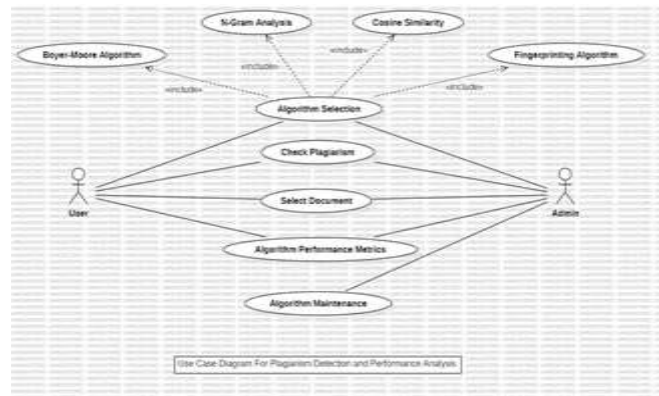 N-Gram Analysis
Cosine Similarity
Boyer-Moore Algorithm
Fingerprinting Algorithm
«include»
«include»
«include»
«include»
Algorithm Selection
Check Plagiarism
Select Document
User
Admin
Algorithm Performance Metrics
Algorithm Maintenance
Use Case Diagram For Plagiarism Detection and Performance Analysis